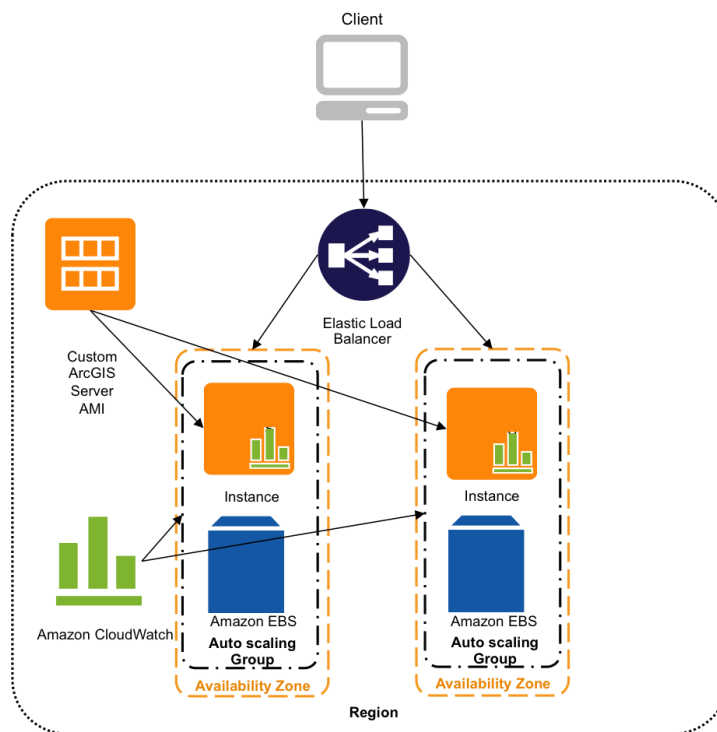 Client
Elastic Load
Balancer
Custom
ArcGIS
Server
AMI
Instance
Instance
Amazon CloudWatch
Amazon EBS
Auto scaling
Group
Availability Zone
Amazon EBS
Auto scaling
Group
Availability Zone
Region